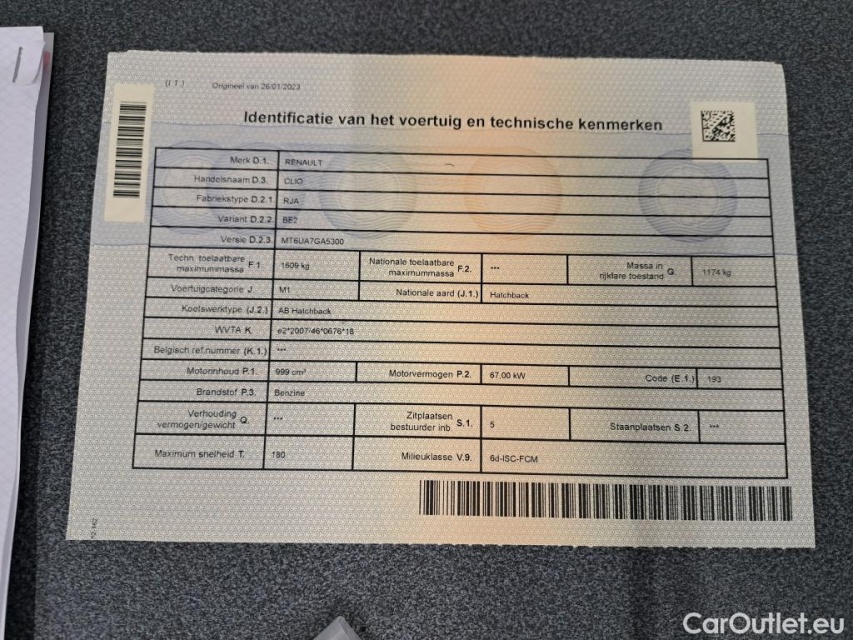 (I 1) Origineel van 26/01/2023
Identificatie van het voertuig en technische kenmerken
Merk D.1. RENAULT
Handelsnaam D.3. CLIO
Fabriekstype D.2.1 RJA
Variant D.2.2. BE2
Versie D.2.3. MT6UA7GA5300
Techn. toelaatbare maximummassa F.1. 1609 kg Nationale toelaatbare maximummassa F.2. *** Massa in rijklare toestand G. 1174 kg
Voertuigcategorie J. M1 Nationale aard (J.1.) Hatchback
Koetswerktype (J.2.) AB Hatchback
WVTA K. e2*2007/46*0676*18
Belgisch ref.nummer (K.1.) ***
Motorinhoud P.1. 999 cm³ Motorvermogen P.2. 67,00 kW Code (E.1.) 193
Brandstof P.3. Benzine
Verhouding vermogen/gewicht Q. *** Zitplaatsen bestuurder inb. S.1. 5 Staanplaatsen S.2. ***
Maximum snelheid T. 180 Milieuklasse V.9. 6d-ISC-FCM
CarOutlet.eu